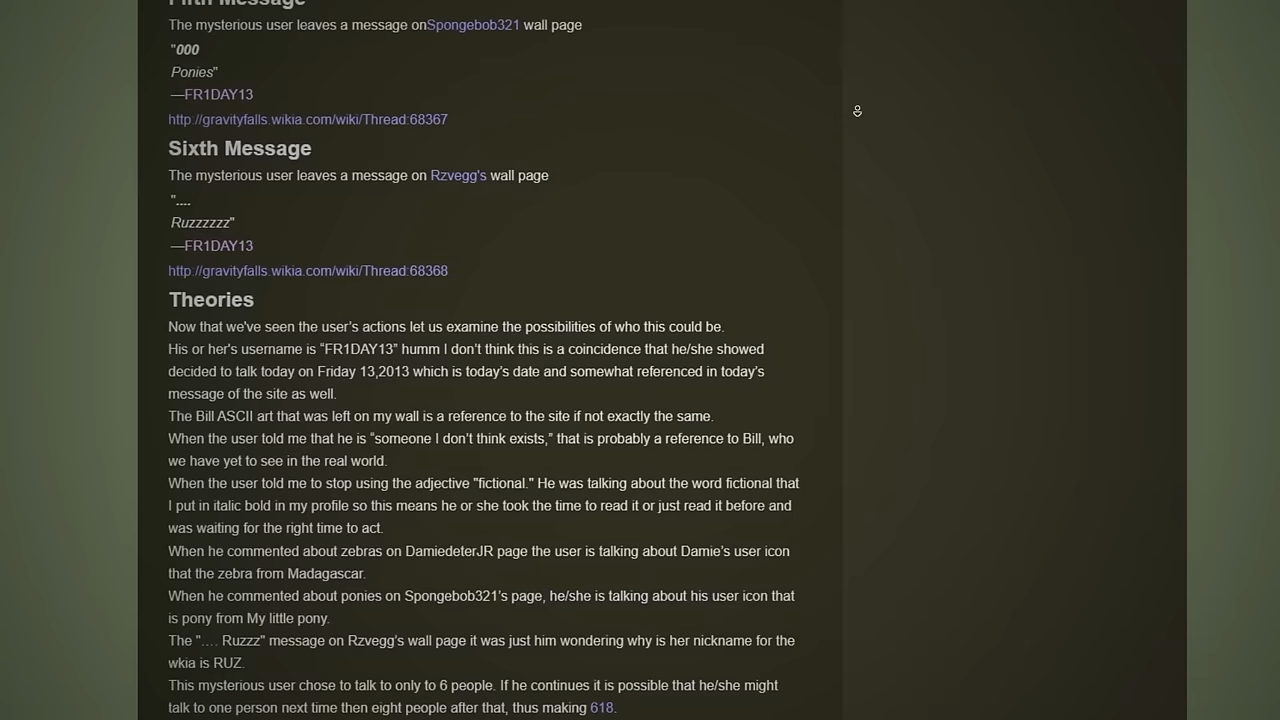 Fifth Message
The mysterious user leaves a message onSpongebob321 wall page
"000
Ponies"
—FR1DAY13
http://gravityfalls.wikia.com/wiki/Thread:68367
Sixth Message
The mysterious user leaves a message on Rzvegg's wall page
"....
Ruzzzzzz"
—FR1DAY13
http://gravityfalls.wikia.com/wiki/Thread:68368
Theories
Now that we've seen the user's actions let us examine the possibilities of who this could be.
His or her's username is “FR1DAY13” humm I don't think this is a coincidence that he/she showed
decided to talk today on Friday 13,2013 which is today's date and somewhat referenced in today's
message of the site as well.
The Bill ASCII art that was left on my wall is a reference to the site if not exactly the same.
When the user told me that he is “someone I don't think exists,” that is probably a reference to Bill, who
we have yet to see in the real world.
When the user told me to stop using the adjective "fictional." He was talking about the word fictional that
I put in italic bold in my profile so this means he or she took the time to read it or just read it before and
was waiting for the right time to act.
When he commented about zebras on DamiedeterJR page the user is talking about Damie's user icon
that the zebra from Madagascar.
When he commented about ponies on Spongebob321's page, he/she is talking about his user icon that
is pony from My little pony.
The ".... Ruzzz" message on Rzvegg's wall page it was just him wondering why is her nickname for the
wkia is RUZ.
This mysterious user chose to talk to only to 6 people. If he continues it is possible that he/she might
talk to one person next time then eight people after that, thus making 618.